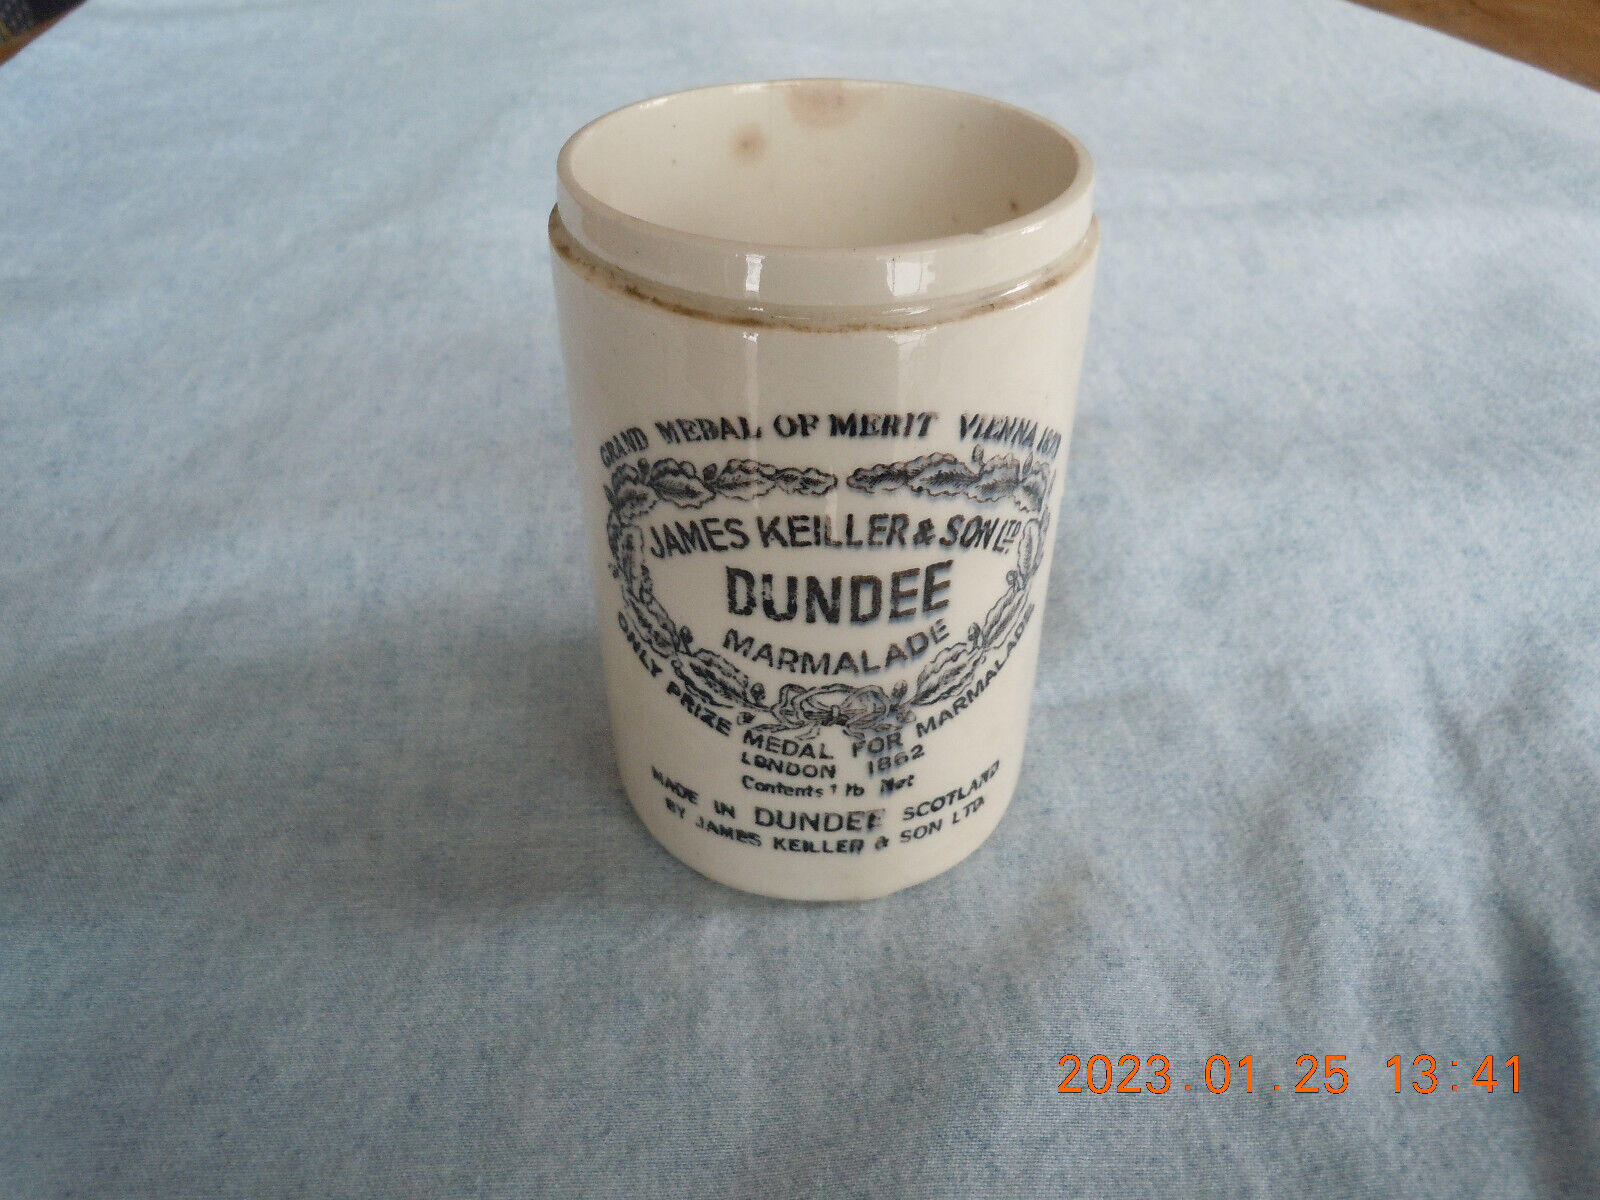 GRAND MEDAL OF MERIT VIENNA
JAMES KEILLER & SON LTD
DUNDEE
MARMALADE
ONLY PRIZE MEDAL FOR MARMALADE
LONDON 1862
Contents 1 lb Net
MADE IN DUNDEE SCOTLAND
BY JAMES KEILLER & SON LTD.
2023.01.25 13:41